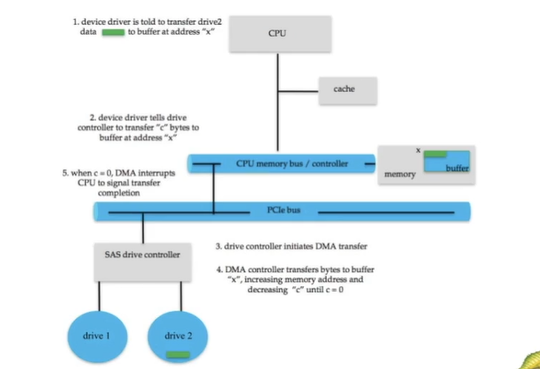 1. device driver is told to transfer drive2
data to buffer at address "x"
CPU
cache
2. device driver tells drive
controller to transfer "c" bytes to
buffer at address "x"
CPU memory bus / controller
x
buffer
memory
5. when c = 0, DMA interrupts
CPU to signal transfer
completion
PCIe bus
SAS drive controller
3. drive controller initiates DMA transfer
4. DMA controller transfers bytes to buffer
"x", increasing memory address and
decreasing "c" until c = 0
drive 1
drive 2